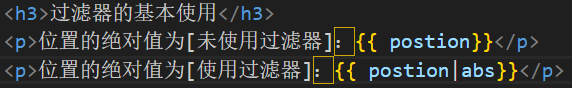 <h3>过滤器的基本使用</h3>
<p>位置的绝对值为[未使用过滤器]：{{ postion}}</p>
<p>位置的绝对值为[使用过滤器]：{{ postion|abs}}</p>